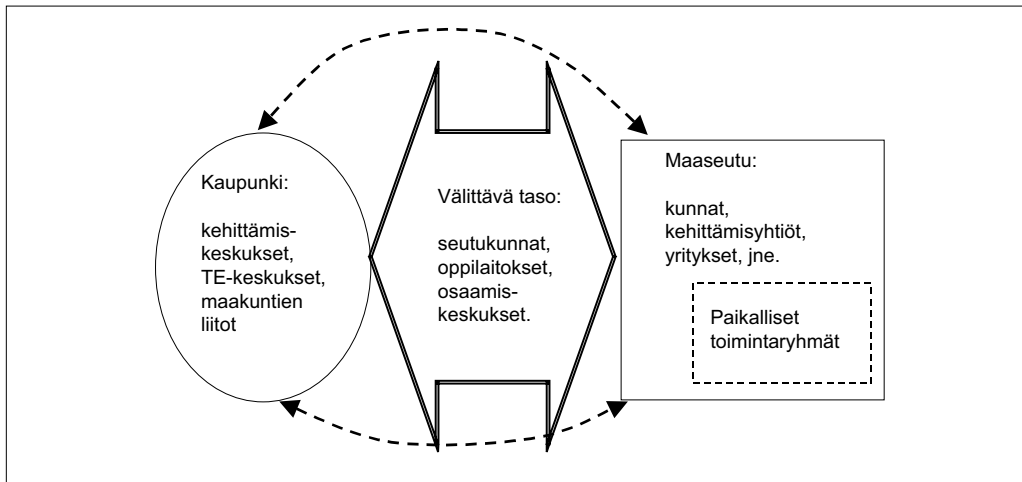 Kaupunki:
kehittämis-
keskukset,
TE-keskukset,
maakuntien
liitot
Välittävä taso:
seutukunnat,
oppilaitokset,
osaamis-
keskukset.
Maaseutu:
kunnat,
kehittämisyhtiöt,
yritykset, jne.
Paikalliset
toimintaryhmät